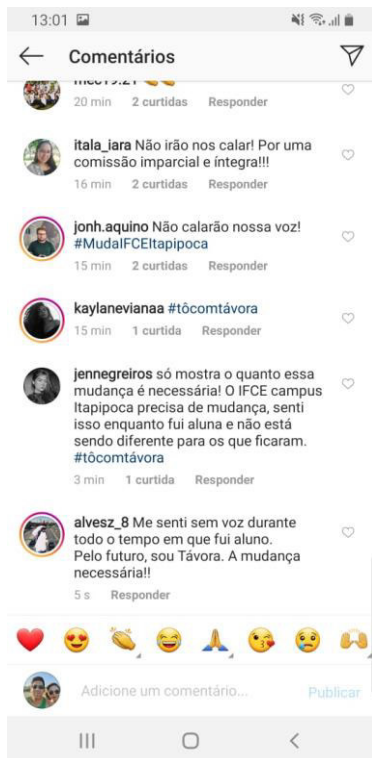 13:01
Comentários
20 min 2 curtidas Responder
itala_iara Não irão nos calar! Por uma
comissão imparcial e íntegra!!!
16 min 2 curtidas Responder
jonh.aquino Não calarão nossa voz!
#MudaIFCEItapipoca
15 min 2 curtidas Responder
kaylanevianaa #tôcomtávora
15 min 1 curtida Responder
jennegreiros só mostra o quanto essa
mudança é necessária! O IFCE campus
Itapipoca precisa de mudança, senti
isso enquanto fui aluna e não está
sendo diferente para os que ficaram.
#tôcomtávora
3 min 1 curtida Responder
alvesz_8 Me senti sem voz durante
todo o tempo em que fui aluno.
Pelo futuro, sou Távora. A mudança
necessária!!
5 s Responder
Adicione um comentário... Publicar